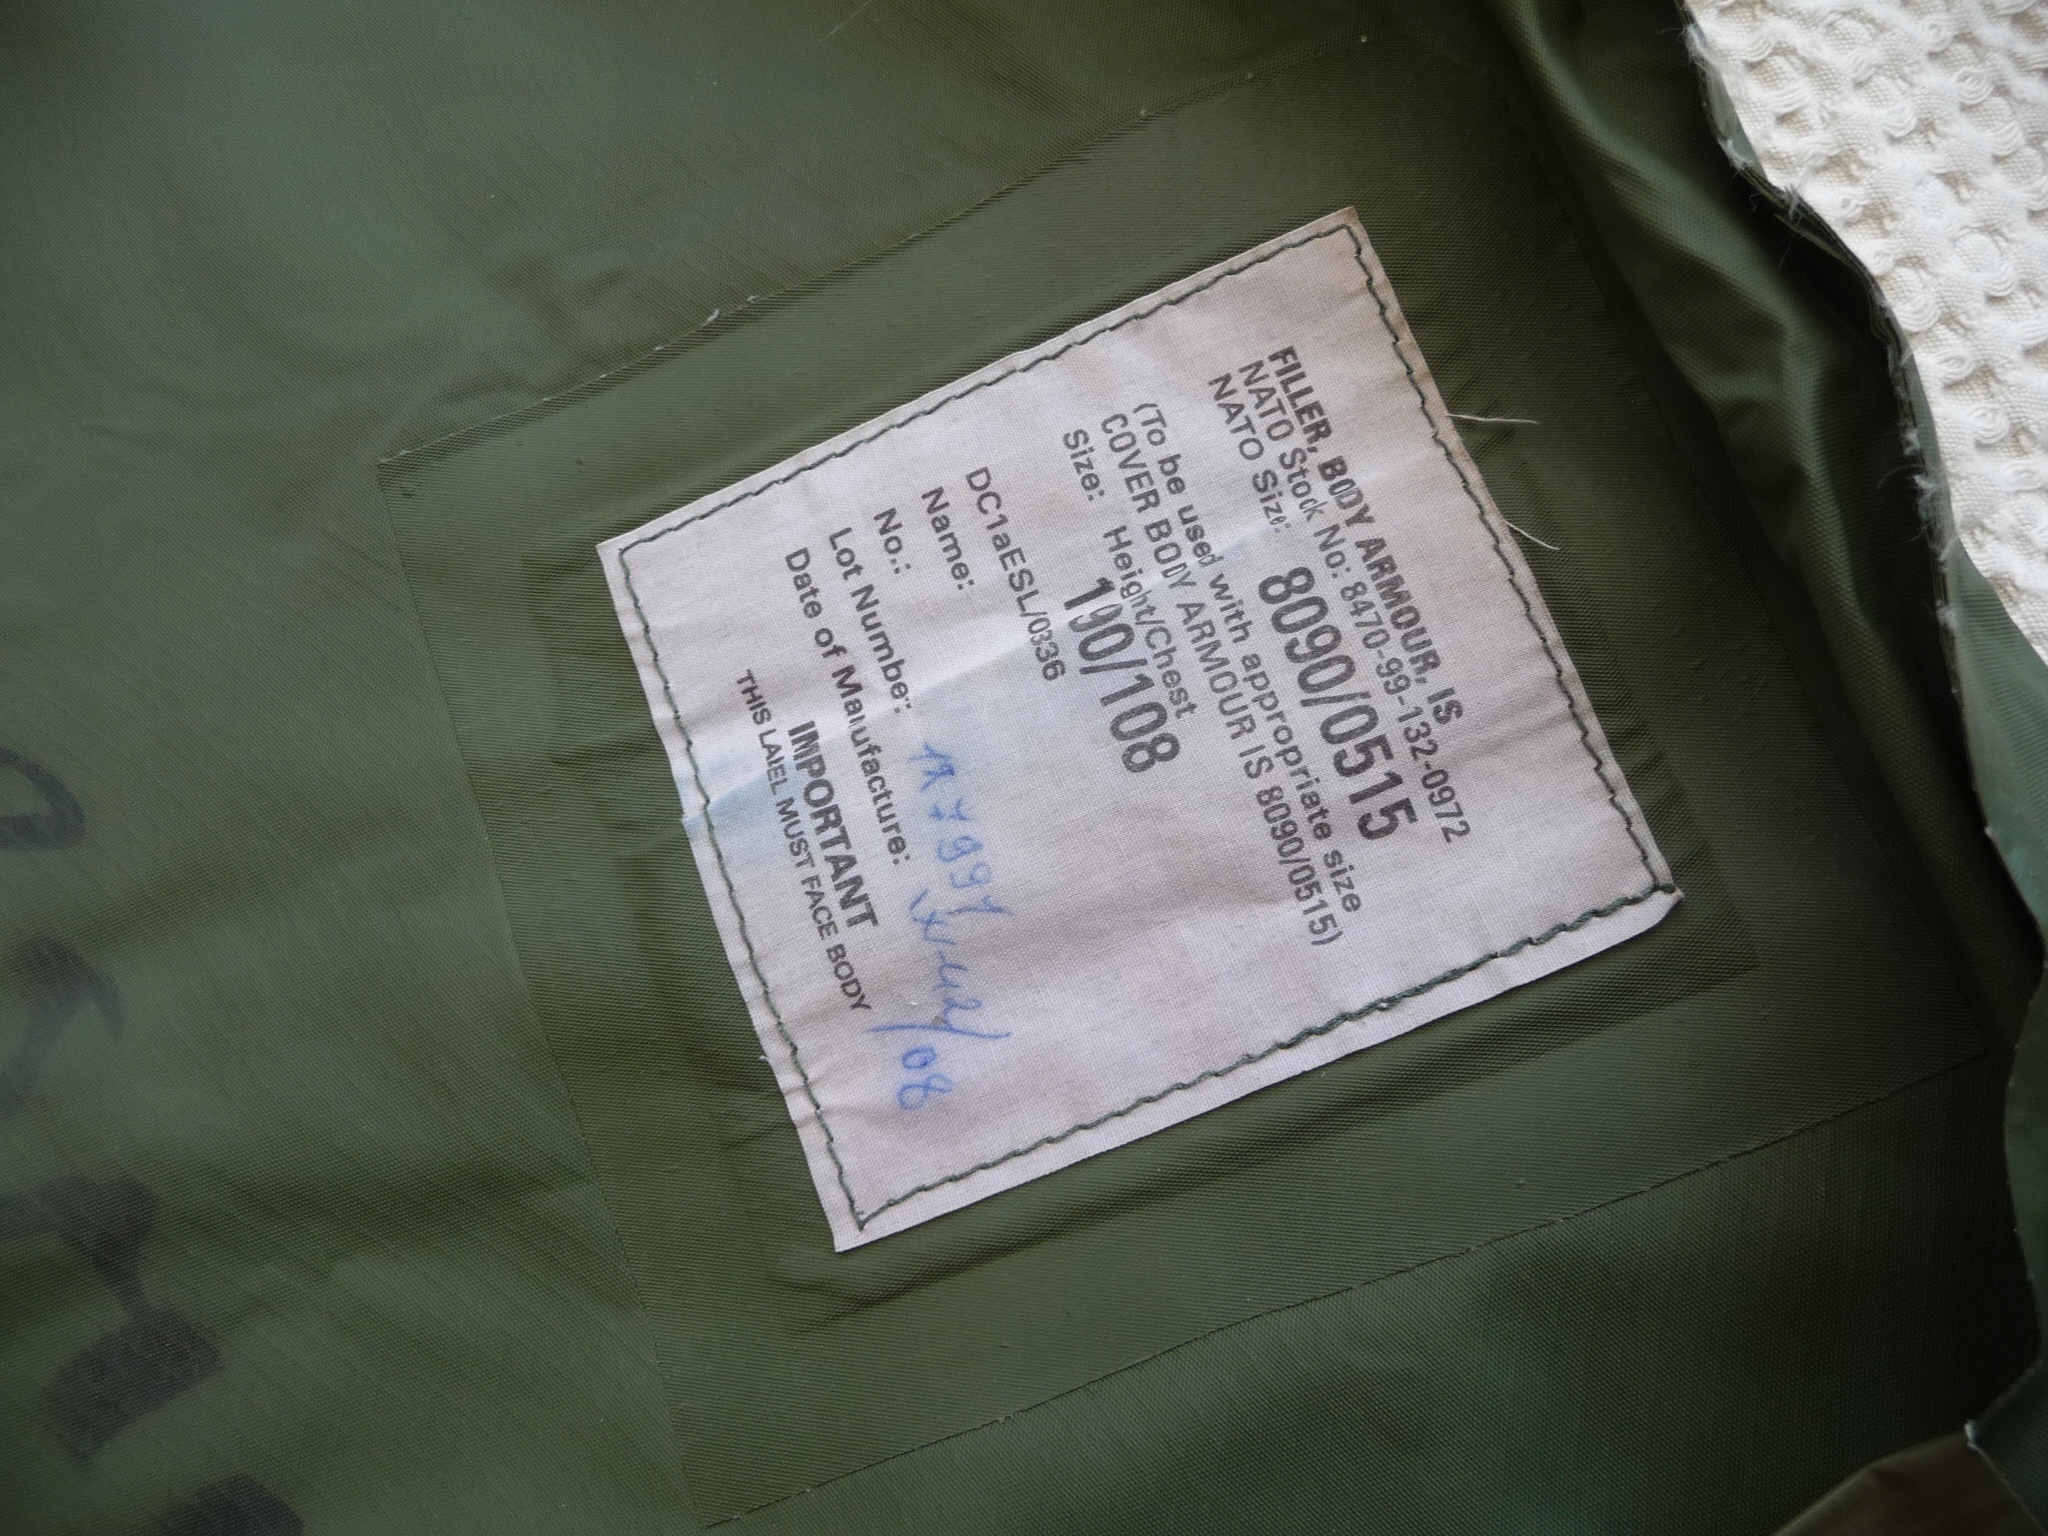 FILLER, BODY ARMOUR, IS
NATO Stock No: 8470-99-132-0972
NATO Size: 8090/0515
(To be used with appropriate size
COVER BODY ARMOUR IS 8090/0515)
Size: Height/Chest
190/108
DC1aESL/0336
Name:
No.:
Lot Number:
Date of Manufacture: /08
IMPORTANT
THIS LABEL MUST FACE BODY